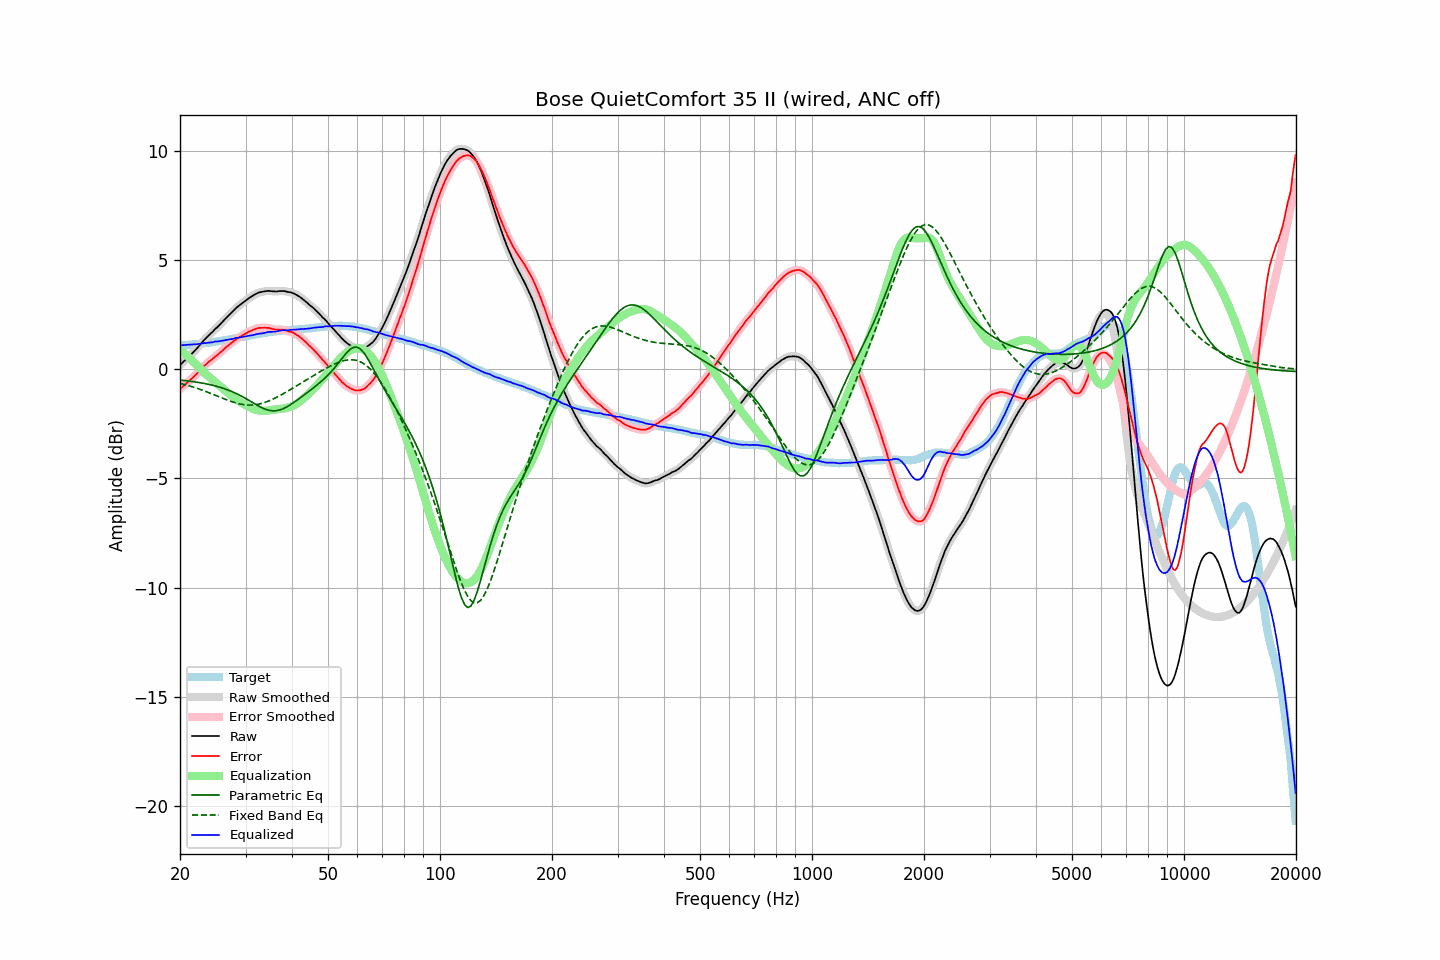 Bose QuietComfort 35 II (wired, ANC off)
Amplitude (dBr)
10
5
0
−5
−10
−15
−20
Target
Raw Smoothed
Error Smoothed
Raw
Error
Equalization
Parametric Eq
Fixed Band Eq
Equalized
20 50 100 200 500 1000 2000 5000 10000 20000
Frequency (Hz)